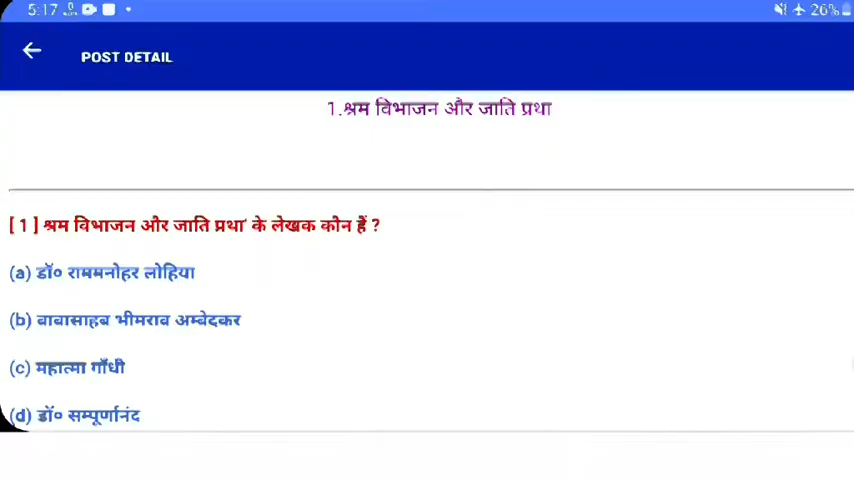 5:17
26%
POST DETAIL
1.श्रम विभाजन और जाति प्रथा
[ 1 ] श्रम विभाजन और जाति प्रथा' के लेखक कौन हैं ?
(a) डॉ० राममनोहर लोहिया
(b) बाबासाहब भीमराव अम्बेदकर
(c) महात्मा गाँधी
(d) डॉ० सम्पूर्णानंद